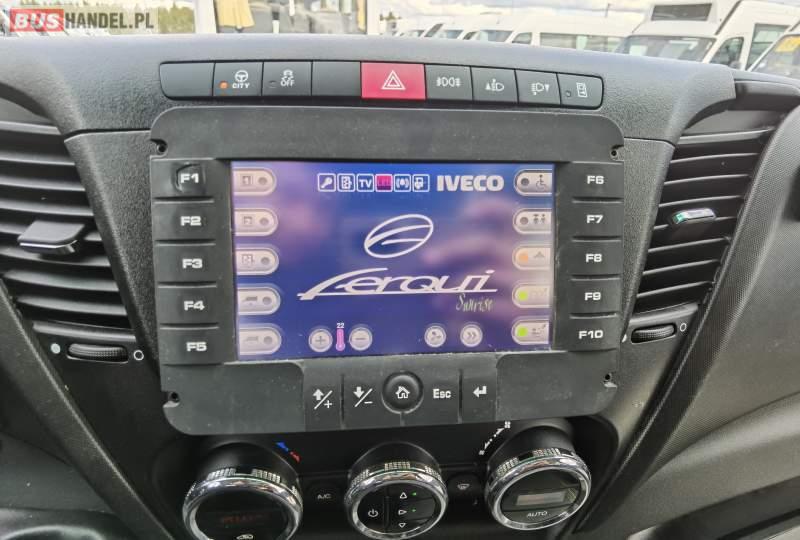 BUSHANDEL.PL
CITY OFF
F1
F2
F3
F4
F5
TV IVECO
Ferqui
Sunrise
22
F6
F7
F8
F9
F10
+/- Esc
A/C AUTO